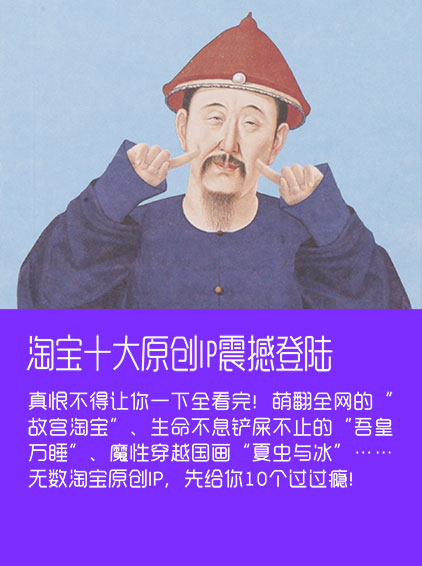 淘宝十大原创IP震撼登陆
真恨不得让你一下全看完！萌翻全网的“
故宫淘宝”、生命不息铲屎不止的“吾皇
万睡”、魔性穿越国画“夏虫与冰”……
无数淘宝原创IP，先给你10个过过瘾！